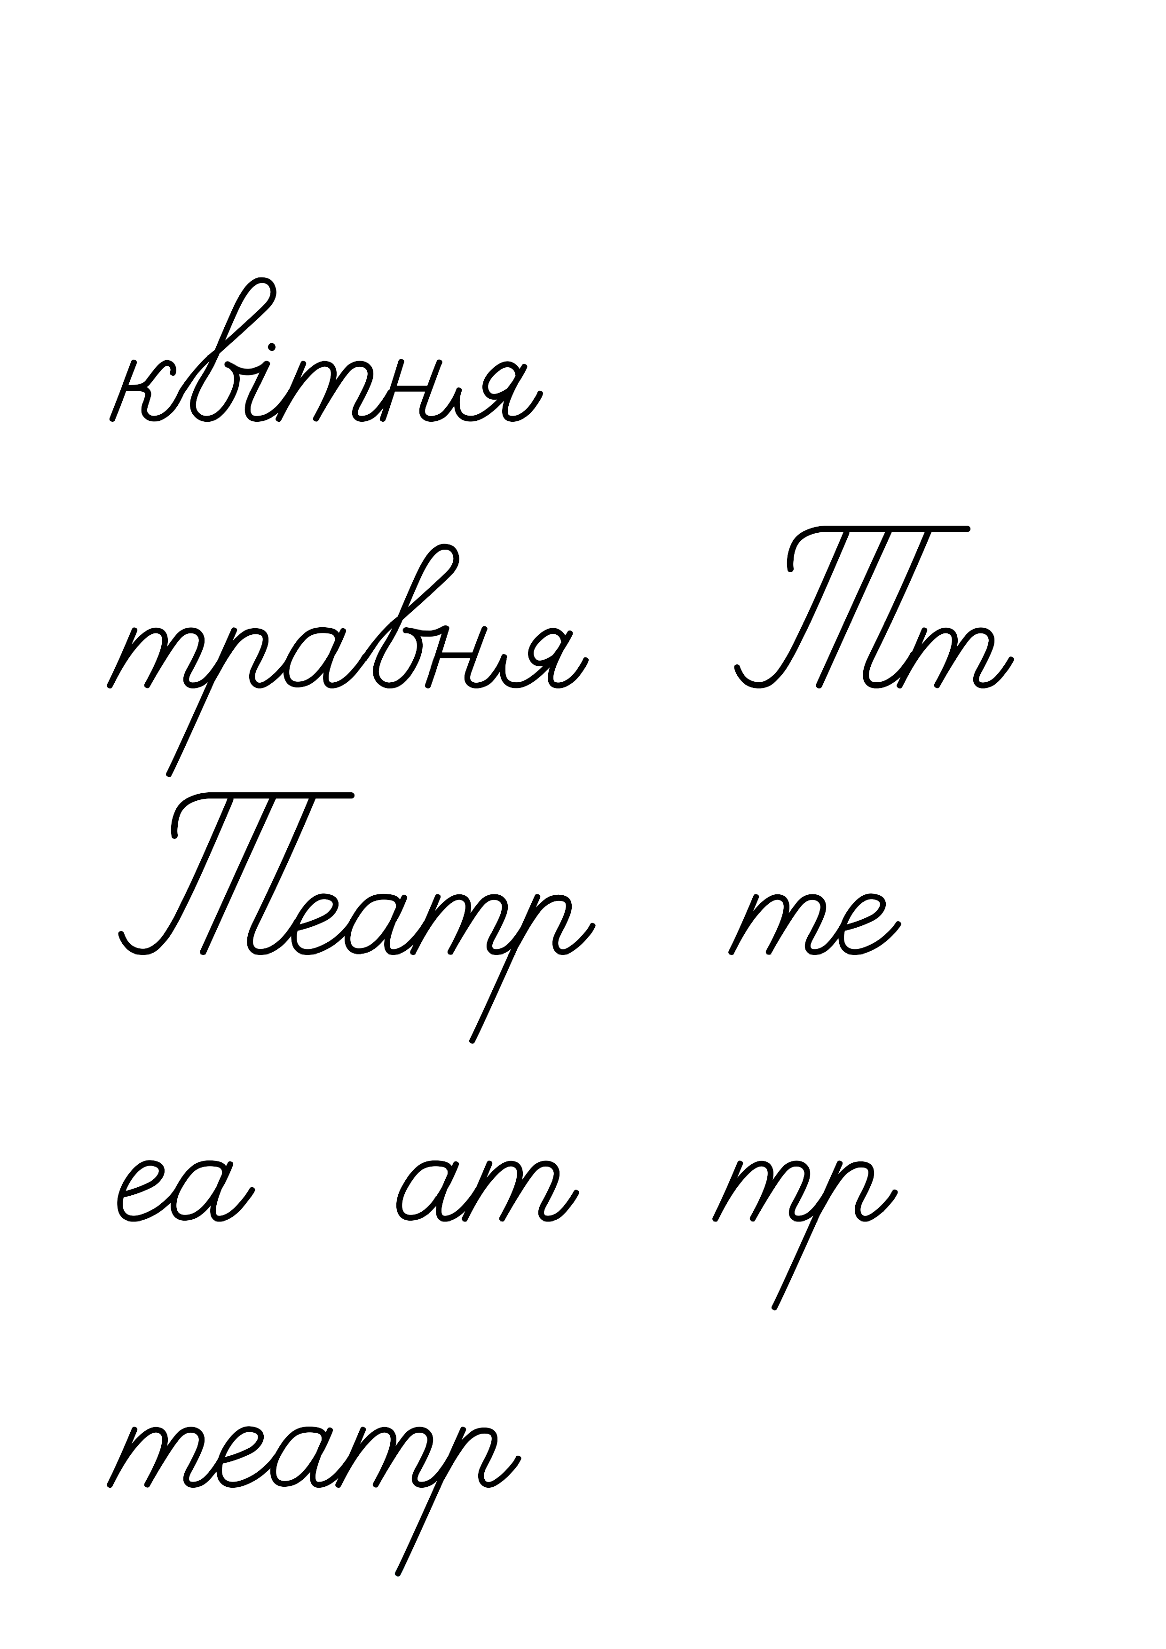 квітня
травня Тт
Театр те
еа ат тр
театр